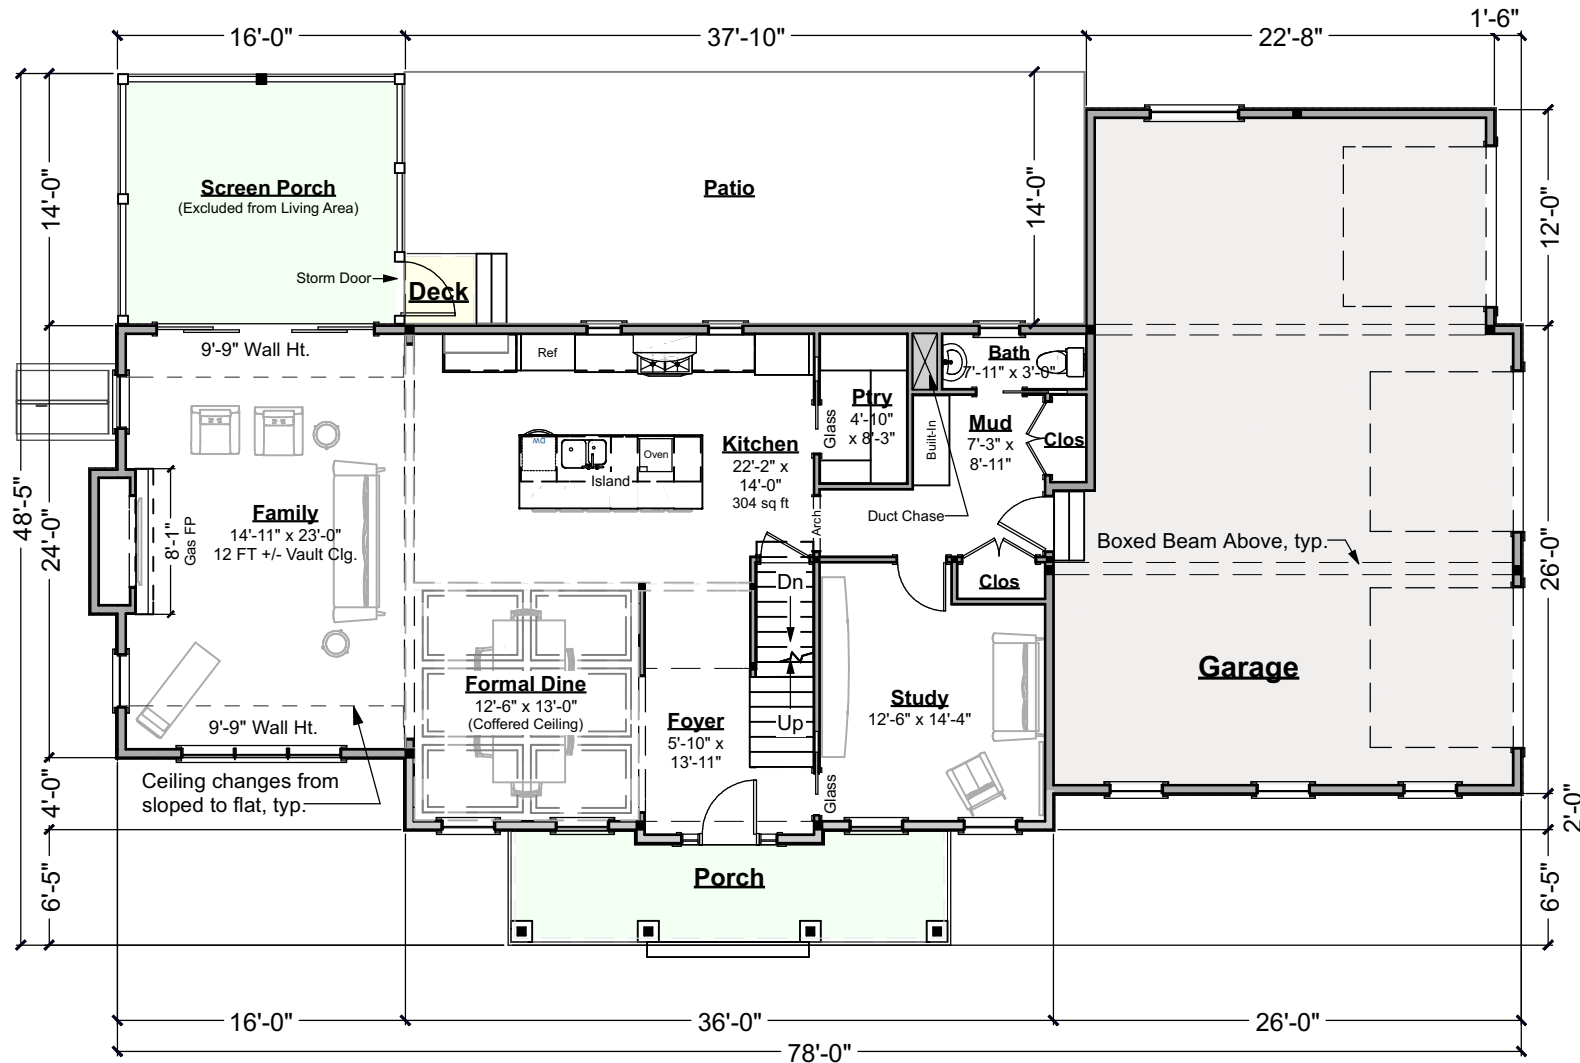 1'-6"
16'-0"
37'-10"
22'-8"
48'-5"
14'-0"
Screen Porch
(Excluded from Living Area)
Patio
14'-0"
12'-0"
Storm Door
Deck
9'-9" Wall Ht.
Ref
Bath
7'-11" x 3'-0"
Ptry
4'-10"
x 8'-3"
Glass
Built-In
Mud
7'-3" x
8'-11"
Clos
DW
Oven
Island
Kitchen
22'-2" x
14'-0"
304 sq ft
24'-0"
8'-1"
Gas FP
Family
14'-11" x 23'-0"
12 FT +/- Vault Clg.
Arch
Duct Chase
Boxed Beam Above, typ.
26'-0"
Dn
Clos
Formal Dine
12'-6" x 13'-0"
(Coffered Ceiling)
Foyer
5'-10" x
13'-11"
Up
Study
12'-6" x 14'-4"
Garage
9'-9" Wall Ht.
Ceiling changes from
sloped to flat, typ.
Glass
4'-0"
2'-0"
Porch
6'-5"
6'-5"
16'-0"
36'-0"
26'-0"
78'-0"